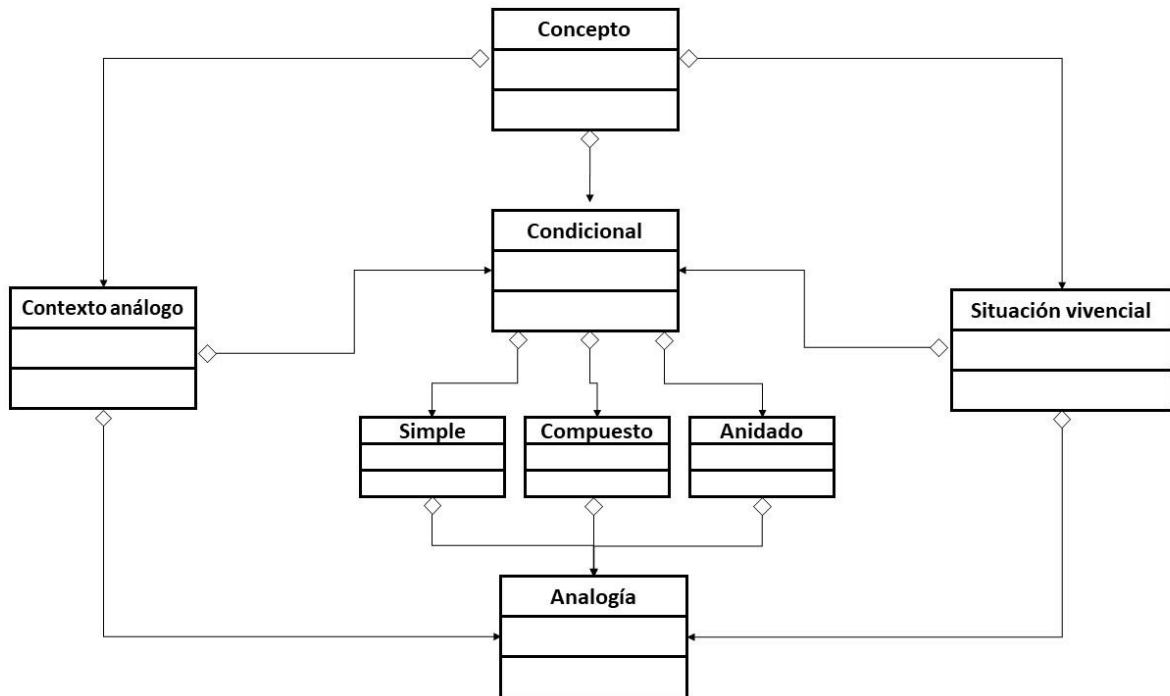 Concepto
Condicional
Contexto análogo
Situación vivencial
Simple
Compuesto
Anidado
Analogía